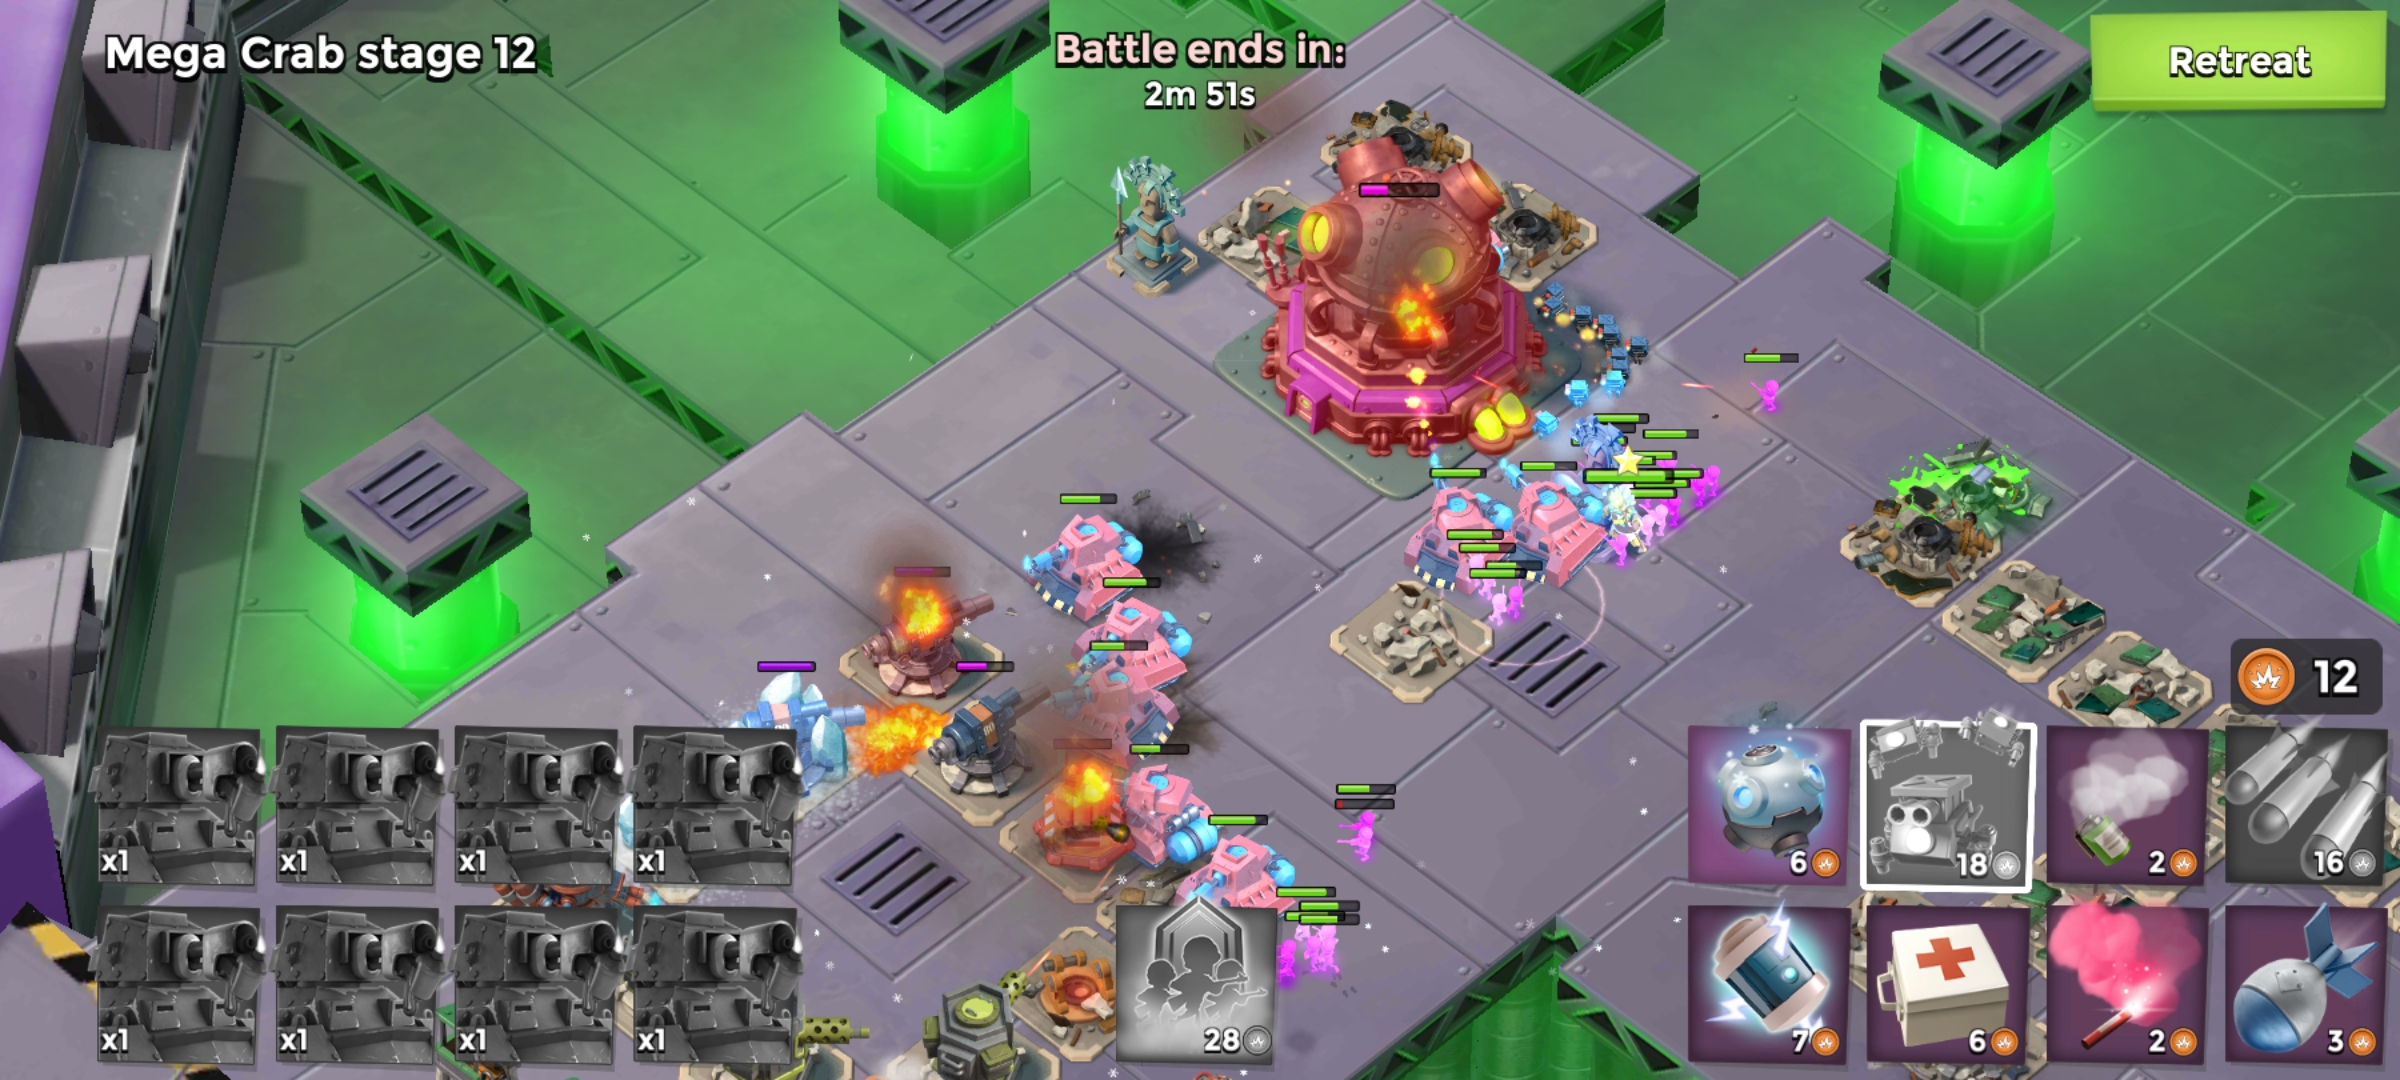 Mega Crab stage 12
Battle ends in:
2m 51s
Retreat
12
x1
x1
x1
x1
6
18
2
16
x1
x1
x1
x1
28
7
6
2
3